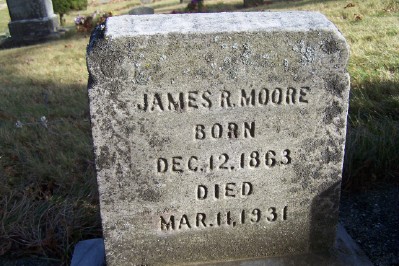 JAMES R. MOORE
BORN
DEC. 12. 1863
DIED
MAR. 11, 1931